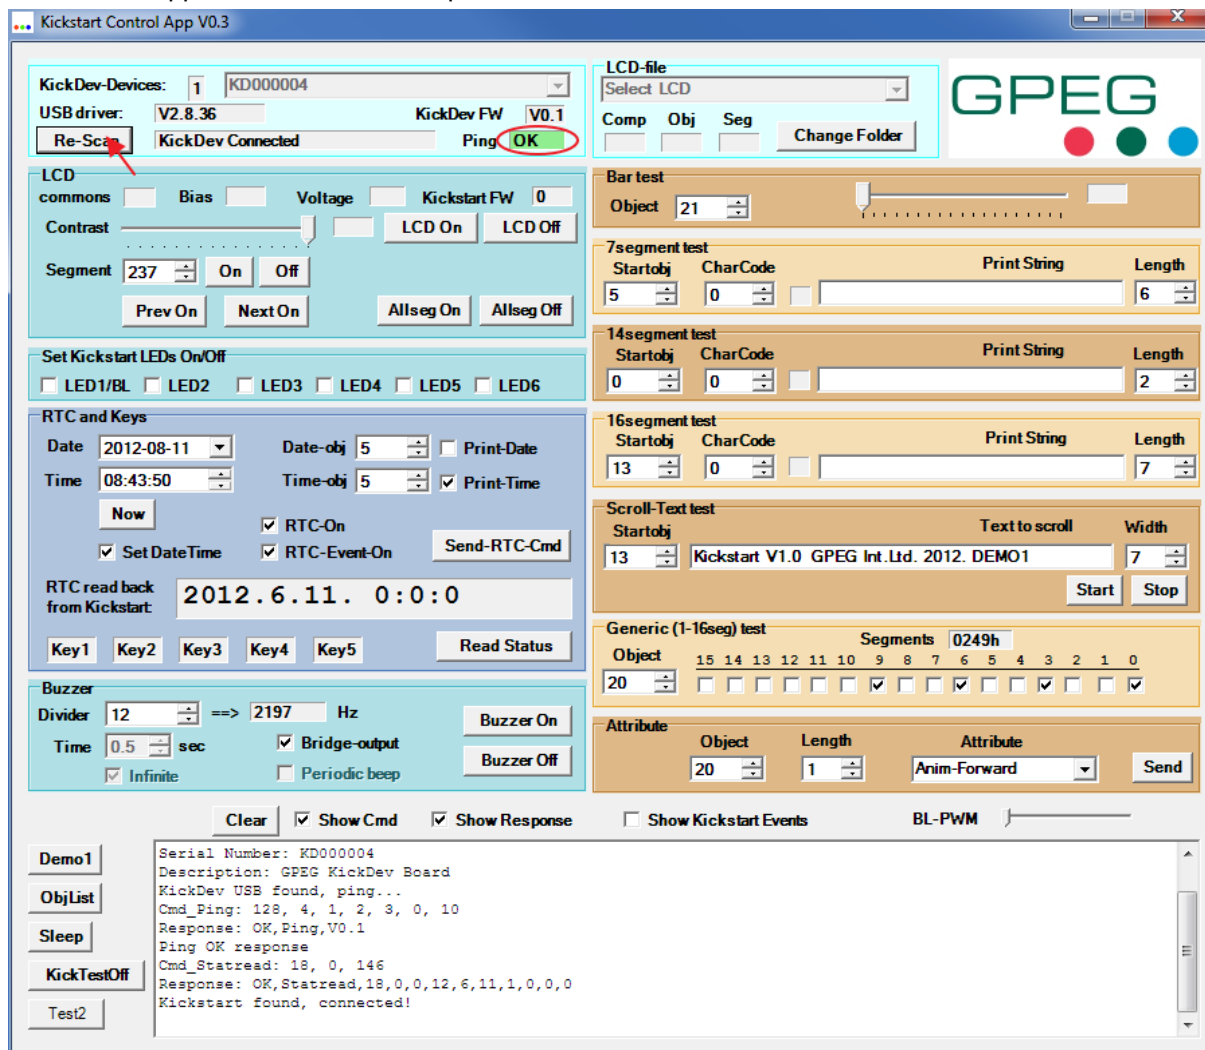 Kickstart Control App V0.3
KickDev-Devices: 1 KD000004
USB driver: V2.8.36 KickDev FW V0.1
Re-Scan KickDev Connected Ping OK
LCD-file
Select LCD
Comp Obj Seg
Change Folder
GPEG
LCD
commons Bias Voltage Kickstart FW 0
Contrast LCD On LCD Off
Segment 237 On Off
Prev On Next On Allseg On Allseg Off
Set Kickstart LEDs On/Off
LED1/BL LED2 LED3 LED4 LED5 LED6
RTC and Keys
Date 2012-08-11 Date-obj 5 Print-Date
Time 08:43:50 Time-obj 5 Print-Time
Now RTC-On
Set DateTime RTC-Event-On Send-RTC-Cmd
RTC read back
from Kickstart: 2012.6.11. 0:0:0
Key1 Key2 Key3 Key4 Key5 Read Status
Buzzer
Divider 12 ==> 2197 Hz Buzzer On
Time 0.5 sec Bridge-output Buzzer Off
Infinite Periodic beep
Bar test
Object 21
7segment test
Startobj CharCode Print String Length
5 0 6
14segment test
Startobj CharCode Print String Length
0 0 2
16segment test
Startobj CharCode Print String Length
13 0 7
Scroll-Text test
Startobj Text to scroll Width
13 Kickstart V1.0 GPEG Int.Ltd. 2012. DEMO1 7
Start Stop
Generic (1-16seg) test
Segments 0249h
Object 15 14 13 12 11 10 9 8 7 6 5 4 3 2 1 0
20
Attribute
Object Length Attribute
20 1 Anim-Forward Send
Clear Show Cmd Show Response Show Kickstart Events BL-PWM
Demo1
ObjList
Sleep
KickTestOff
Test2
Serial Number: KD000004
Description: GPEG KickDev Board
KickDev USB found, ping...
Cmd_Ping: 128, 4, 1, 2, 3, 0, 10
Response: OK,Ping,V0.1
Ping OK response
Cmd_Statread: 18, 0, 146
Response: OK,Statread,18,0,0,12,6,11,1,0,0,0
Kickstart found, connected!